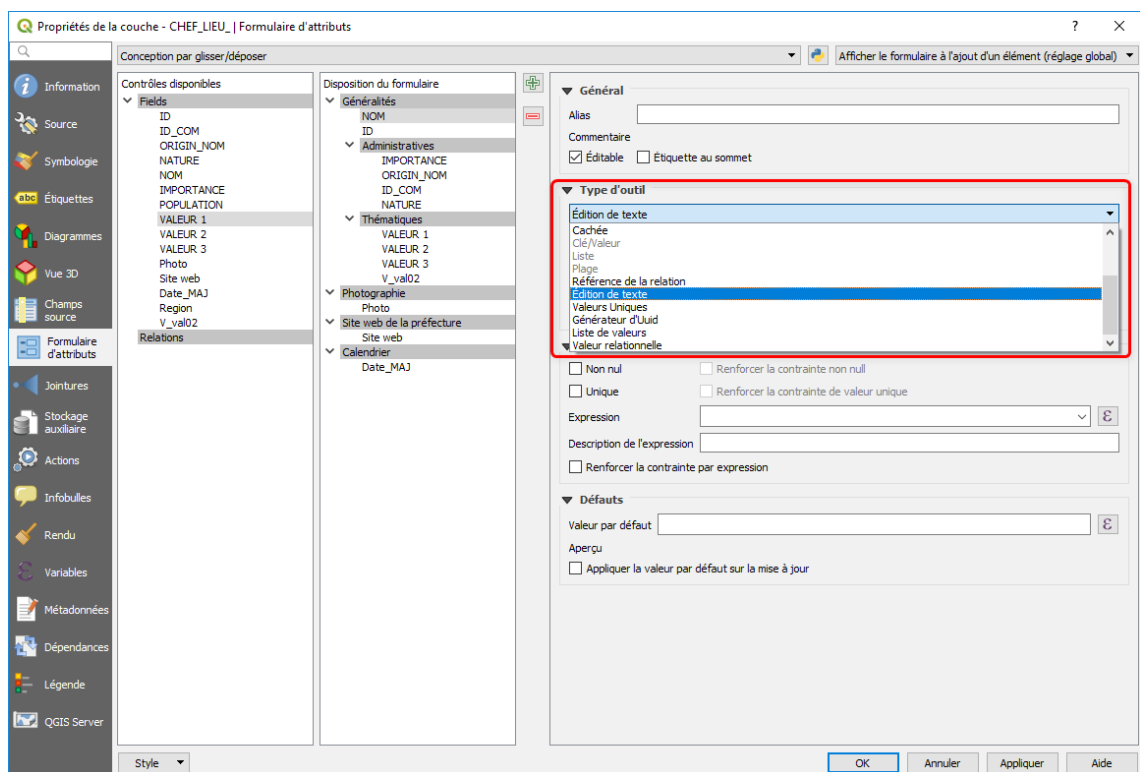 Propriétés de la couche - CHEF_LIEU_ | Formulaire d'attributs
?
Conception par glisser/déposer
Afficher le formulaire à l'ajout d'un élément (réglage global)
Information
Source
Symbologie
abc
Étiquettes
Diagrammes
Vue 3D
Champs
source
Formulaire
d'attributs
Jointures
Stockage
auxiliaire
Actions
Infobulles
Rendu
Variables
Métadonnées
Dépendances
Légende
QGIS Server
Contrôles disponibles
Fields
ID
ID_COM
ORIGIN_NOM
NATURE
NOM
IMPORTANCE
POPULATION
VALEUR 1
VALEUR 2
VALEUR 3
Photo
Site web
Date_MAJ
Region
V_val02
Relations
Disposition du formulaire
Généralités
NOM
ID
Administratives
IMPORTANCE
ORIGIN_NOM
ID_COM
NATURE
Thématiques
VALEUR 1
VALEUR 2
VALEUR 3
V_val02
Photographie
Photo
Site web de la préfecture
Site web
Calendrier
Date_MAJ
Général
Alias
Commentaire
Éditable
Étiquette au sommet
Type d'outil
Édition de texte
Cachée
Clé/Valeur
Liste
Plage
Référence de la relation
Édition de texte
Valeurs Uniques
Générateur d'Uuid
Liste de valeurs
Valeur relationnelle
Non nul
Renforcer la contrainte non null
Unique
Renforcer la contrainte de valeur unique
Expression
ε
Description de l'expression
Renforcer la contrainte par expression
Défauts
Valeur par défaut
ε
Aperçu
Appliquer la valeur par défaut sur la mise à jour
Style
OK
Annuler
Appliquer
Aide